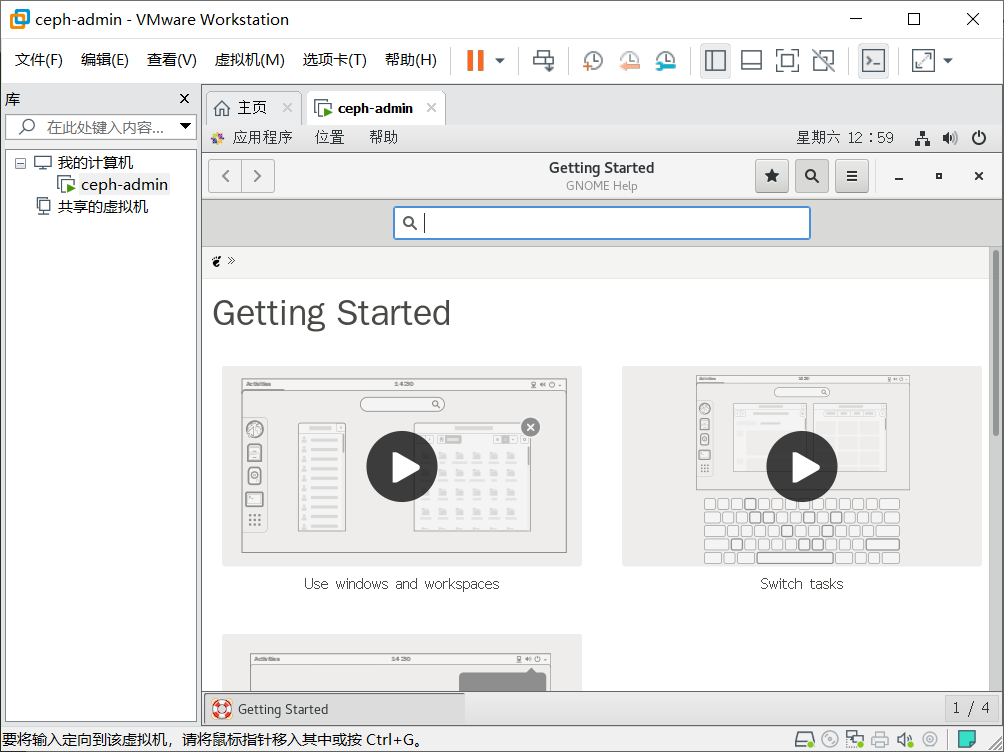 ceph-admin - VMware Workstation
文件(F) 编辑(E) 查看(V) 虚拟机(M) 选项卡(T) 帮助(H)
库
在此处键入内容...
我的计算机
ceph-admin
共享的虚拟机
主页 ceph-admin
应用程序 位置 帮助 星期六 12：59
Getting Started
GNOME Help
Getting Started
Activities 14:30
Use windows and workspaces
Activities
Switch tasks
Activities 14:30
Getting Started 1 / 4
要将输入定向到该虚拟机，请将鼠标指针移入其中或按 Ctrl+G。